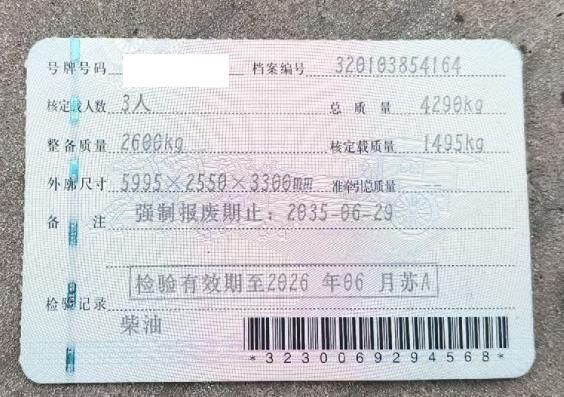 号牌号码 档案编号 320103854164
核定载人数 3人 总质量 4290kg
整备质量 2600kg 核定载质量 1495kg
外廓尺寸 5995×2550×3300mm 准牵引总质量 --
备注 强制报废期止：2035-06-29
检验有效期至2026 年06 月苏A
检验记录
柴油
*3230069294568*